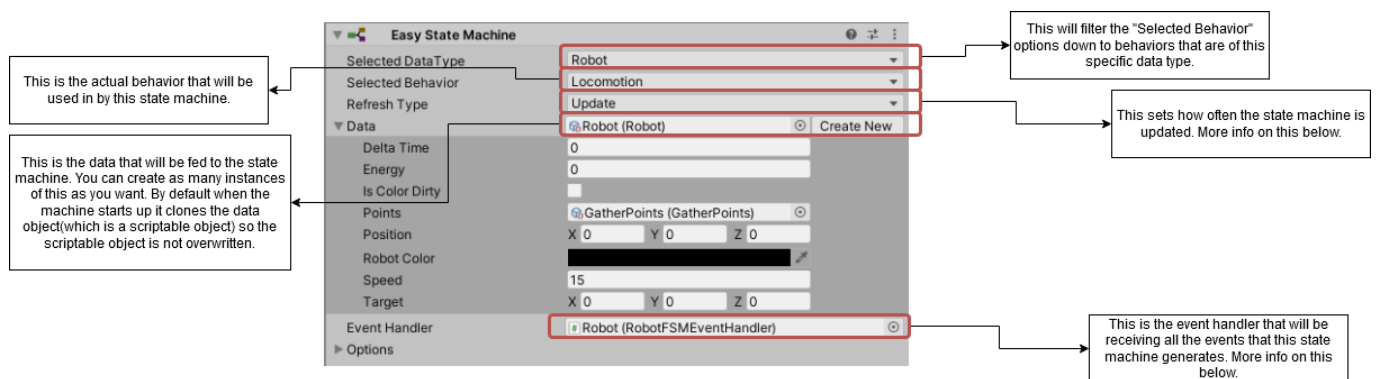 Easy State Machine
Selected DataType Robot
Selected Behavior Locomotion
Refresh Type Update
Data Robot (Robot) Create New
Delta Time 0
Energy 0
Is Color Dirty
Points GatherPoints (GatherPoints)
Position X 0 Y 0 Z 0
Robot Color
Speed 15
Target X 0 Y 0 Z 0
Event Handler Robot (RobotFSMEventHandler)
Options
This is the actual behavior that will be
used in by this state machine.
This is the data that will be fed to the state
machine. You can create as many instances
of this as you want. By default when the
machine starts up it clones the data
object(which is a scriptable object) so the
scriptable object is not overwritten.
This will filter the "Selected Behavior"
options down to behaviors that are of this
specific data type.
This sets how often the state machine is
updated. More info on this below.
This is the event handler that will be
receiving all the events that this state
machine generates. More info on this
below.